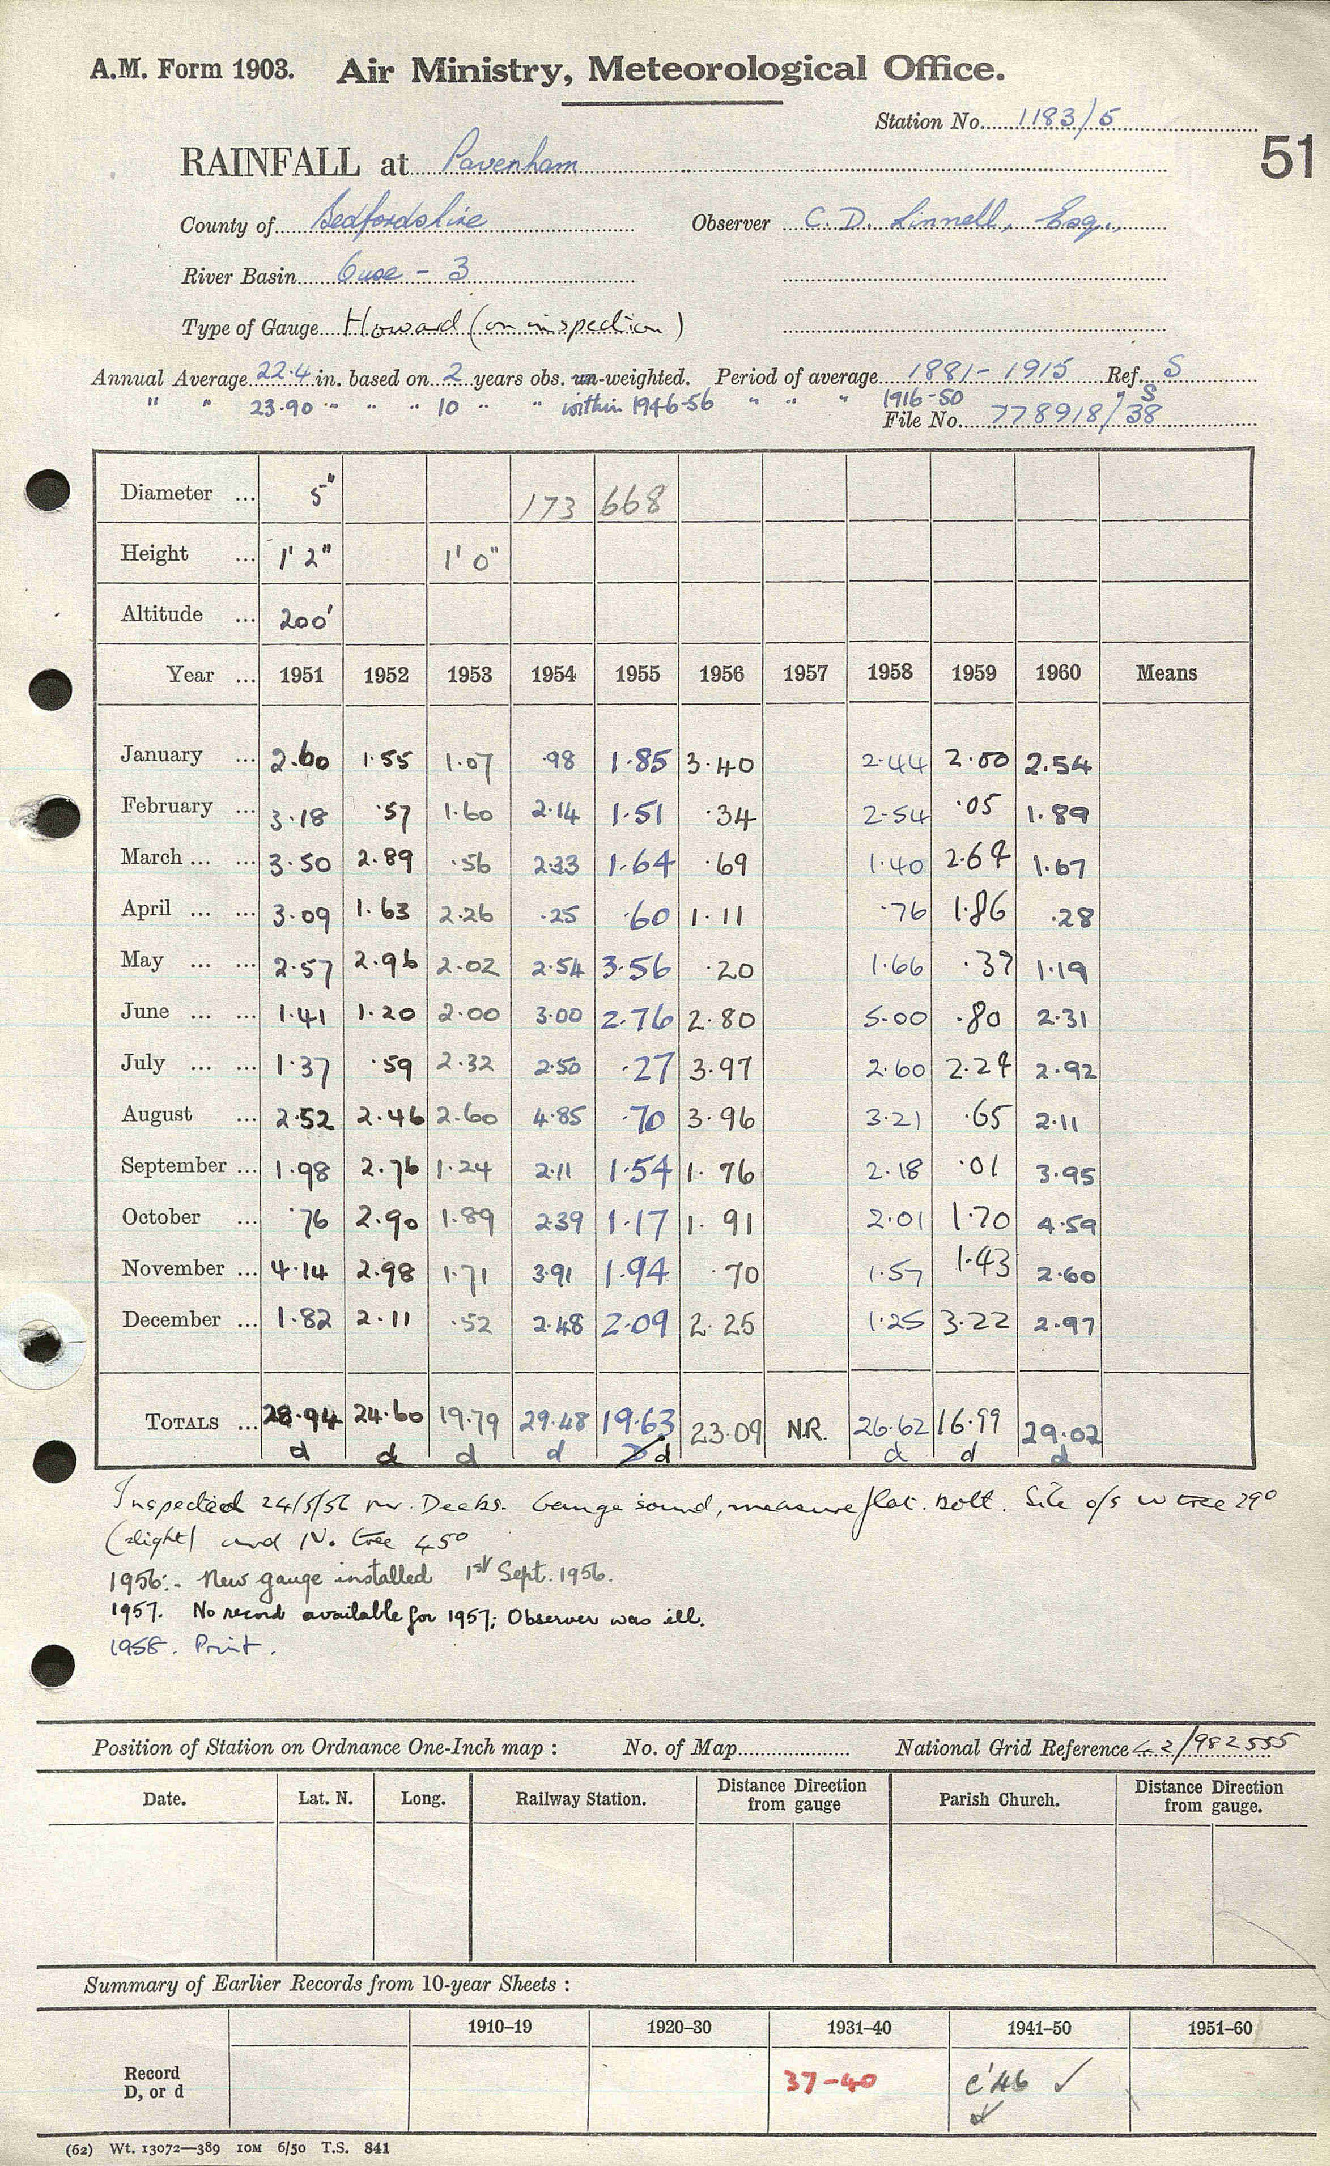 A.M. Form 1903. Air Ministry, Meteorological Office.
Station No. 1183/5
51
RAINFALL at Pavenham
County of Bedfordshire Observer C. D. Linnell, Esq.,
River Basin Ouse - 3
Type of Gauge Howard (on inspection)
Annual Average 22.4 in. based on 2 years obs. un-weighted. Period of average 1881 - 1915 Ref. S
" " 23.90 " " " 10 " " within 1946-56 " " " 1916-50 " S
File No. 778918/38
Diameter ... 5" 173 668
Height ... 1' 2" 1' 0"
Altitude ... 200'
Year ... 1951 1952 1953 1954 1955 1956 1957 1958 1959 1960 Means
January ... 2.60 1.55 1.07 .98 1.85 3.40 2.44 2.00 2.54
February ... 3.18 .57 1.60 2.14 1.51 .34 2.54 .05 1.89
March ... ... 3.50 2.89 .56 2.33 1.64 .69 1.40 2.64 1.67
April ... ... 3.09 1.63 2.26 .25 .60 1.11 .76 1.86 .28
May ... ... 2.57 2.96 2.02 2.54 3.56 .20 1.66 .39 1.19
June ... ... 1.41 1.20 2.00 3.00 2.76 2.80 5.00 .80 2.31
July ... ... 1.37 .59 2.32 2.50 .27 3.97 2.60 2.24 2.92
August ... 2.52 2.46 2.60 4.85 .70 3.96 3.21 .65 2.11
September ... 1.98 2.76 1.24 2.11 1.54 1.76 2.18 .01 3.95
October ... .76 2.90 1.89 2.39 1.17 1.91 2.01 1.70 4.59
November ... 4.14 2.98 1.71 3.91 1.94 .70 1.57 1.43 2.60
December ... 1.82 2.11 .52 2.48 2.09 2.25 1.25 3.22 2.97
TOTALS ... 28.94 24.60 19.79 29.48 19.63 23.09 N.R. 26.62 16.99 29.02
d d d d d d d d
Inspected 24/5/56 Mr. Deeks. Gauge sound, measure flat bott. Site o/s W tree 29°
(slight) and N. tree 45°
1956:- New gauge installed 1st Sept. 1956.
1957. No record available for 1957; Observer was ill.
1958. Print.
Position of Station on Ordnance One-Inch map : No. of Map National Grid Reference 42/982555
Date. Lat. N. Long. Railway Station. Distance from gauge Direction Parish Church. Distance from gauge. Direction
Summary of Earlier Records from 10-year Sheets :
1910-19 1920-30 1931-40 1941-50 1951-60
Record D, or d 37-40 c'46 ✓
(62) Wt. 13072—389 10M 6/50 T.S. 841